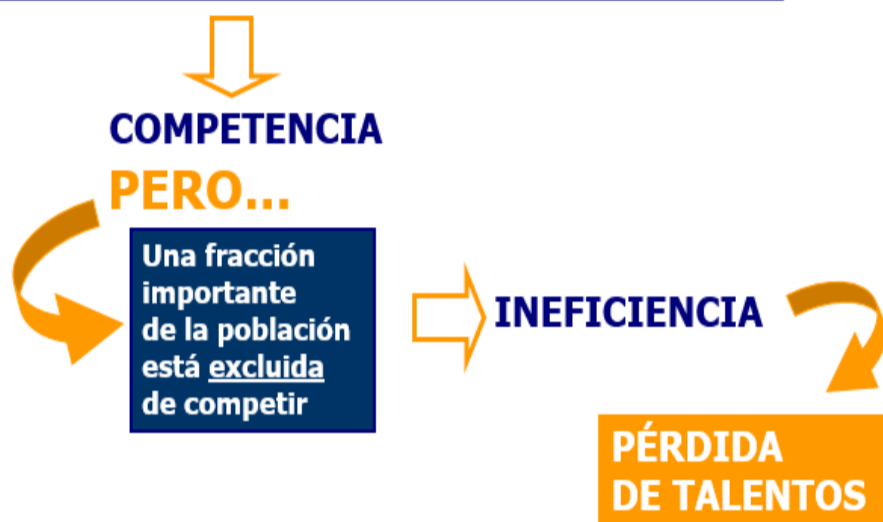 COMPETENCIA
PERO...
Una fracción
importante
de la población
está excluida
de competir
INEFICIENCIA
PÉRDIDA
DE TALENTOS